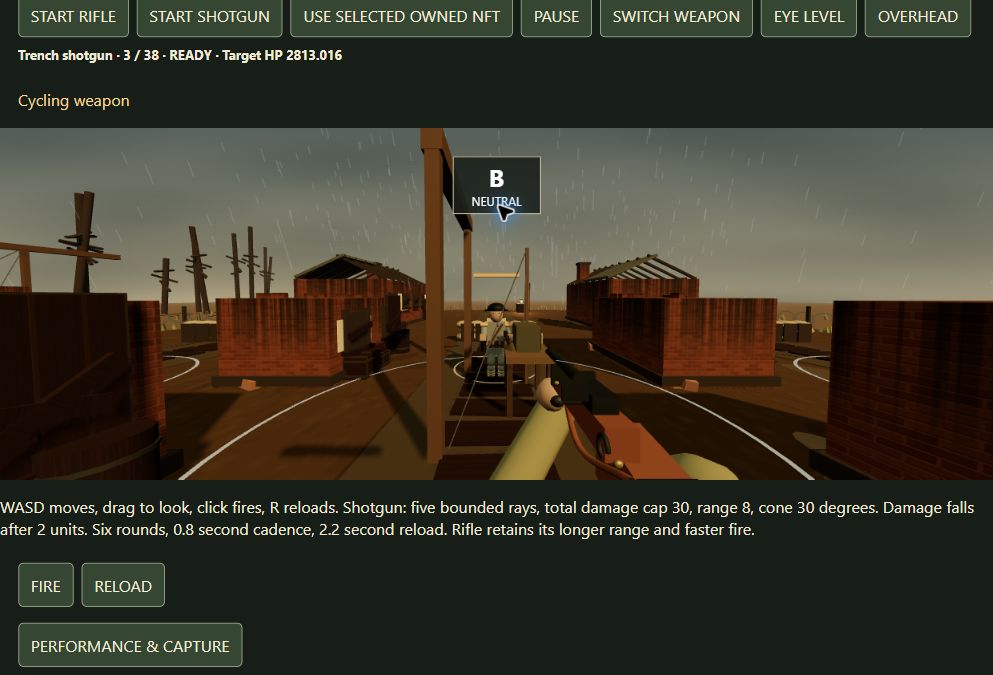 START RIFLE
START SHOTGUN
USE SELECTED OWNED NFT
PAUSE
SWITCH WEAPON
EYE LEVEL
OVERHEAD
Trench shotgun · 3 / 38 · READY · Target HP 2813.016
Cycling weapon
B
NEUTRAL
WASD moves, drag to look, click fires, R reloads. Shotgun: five bounded rays, total damage cap 30, range 8, cone 30 degrees. Damage falls
after 2 units. Six rounds, 0.8 second cadence, 2.2 second reload. Rifle retains its longer range and faster fire.
FIRE
RELOAD
PERFORMANCE & CAPTURE